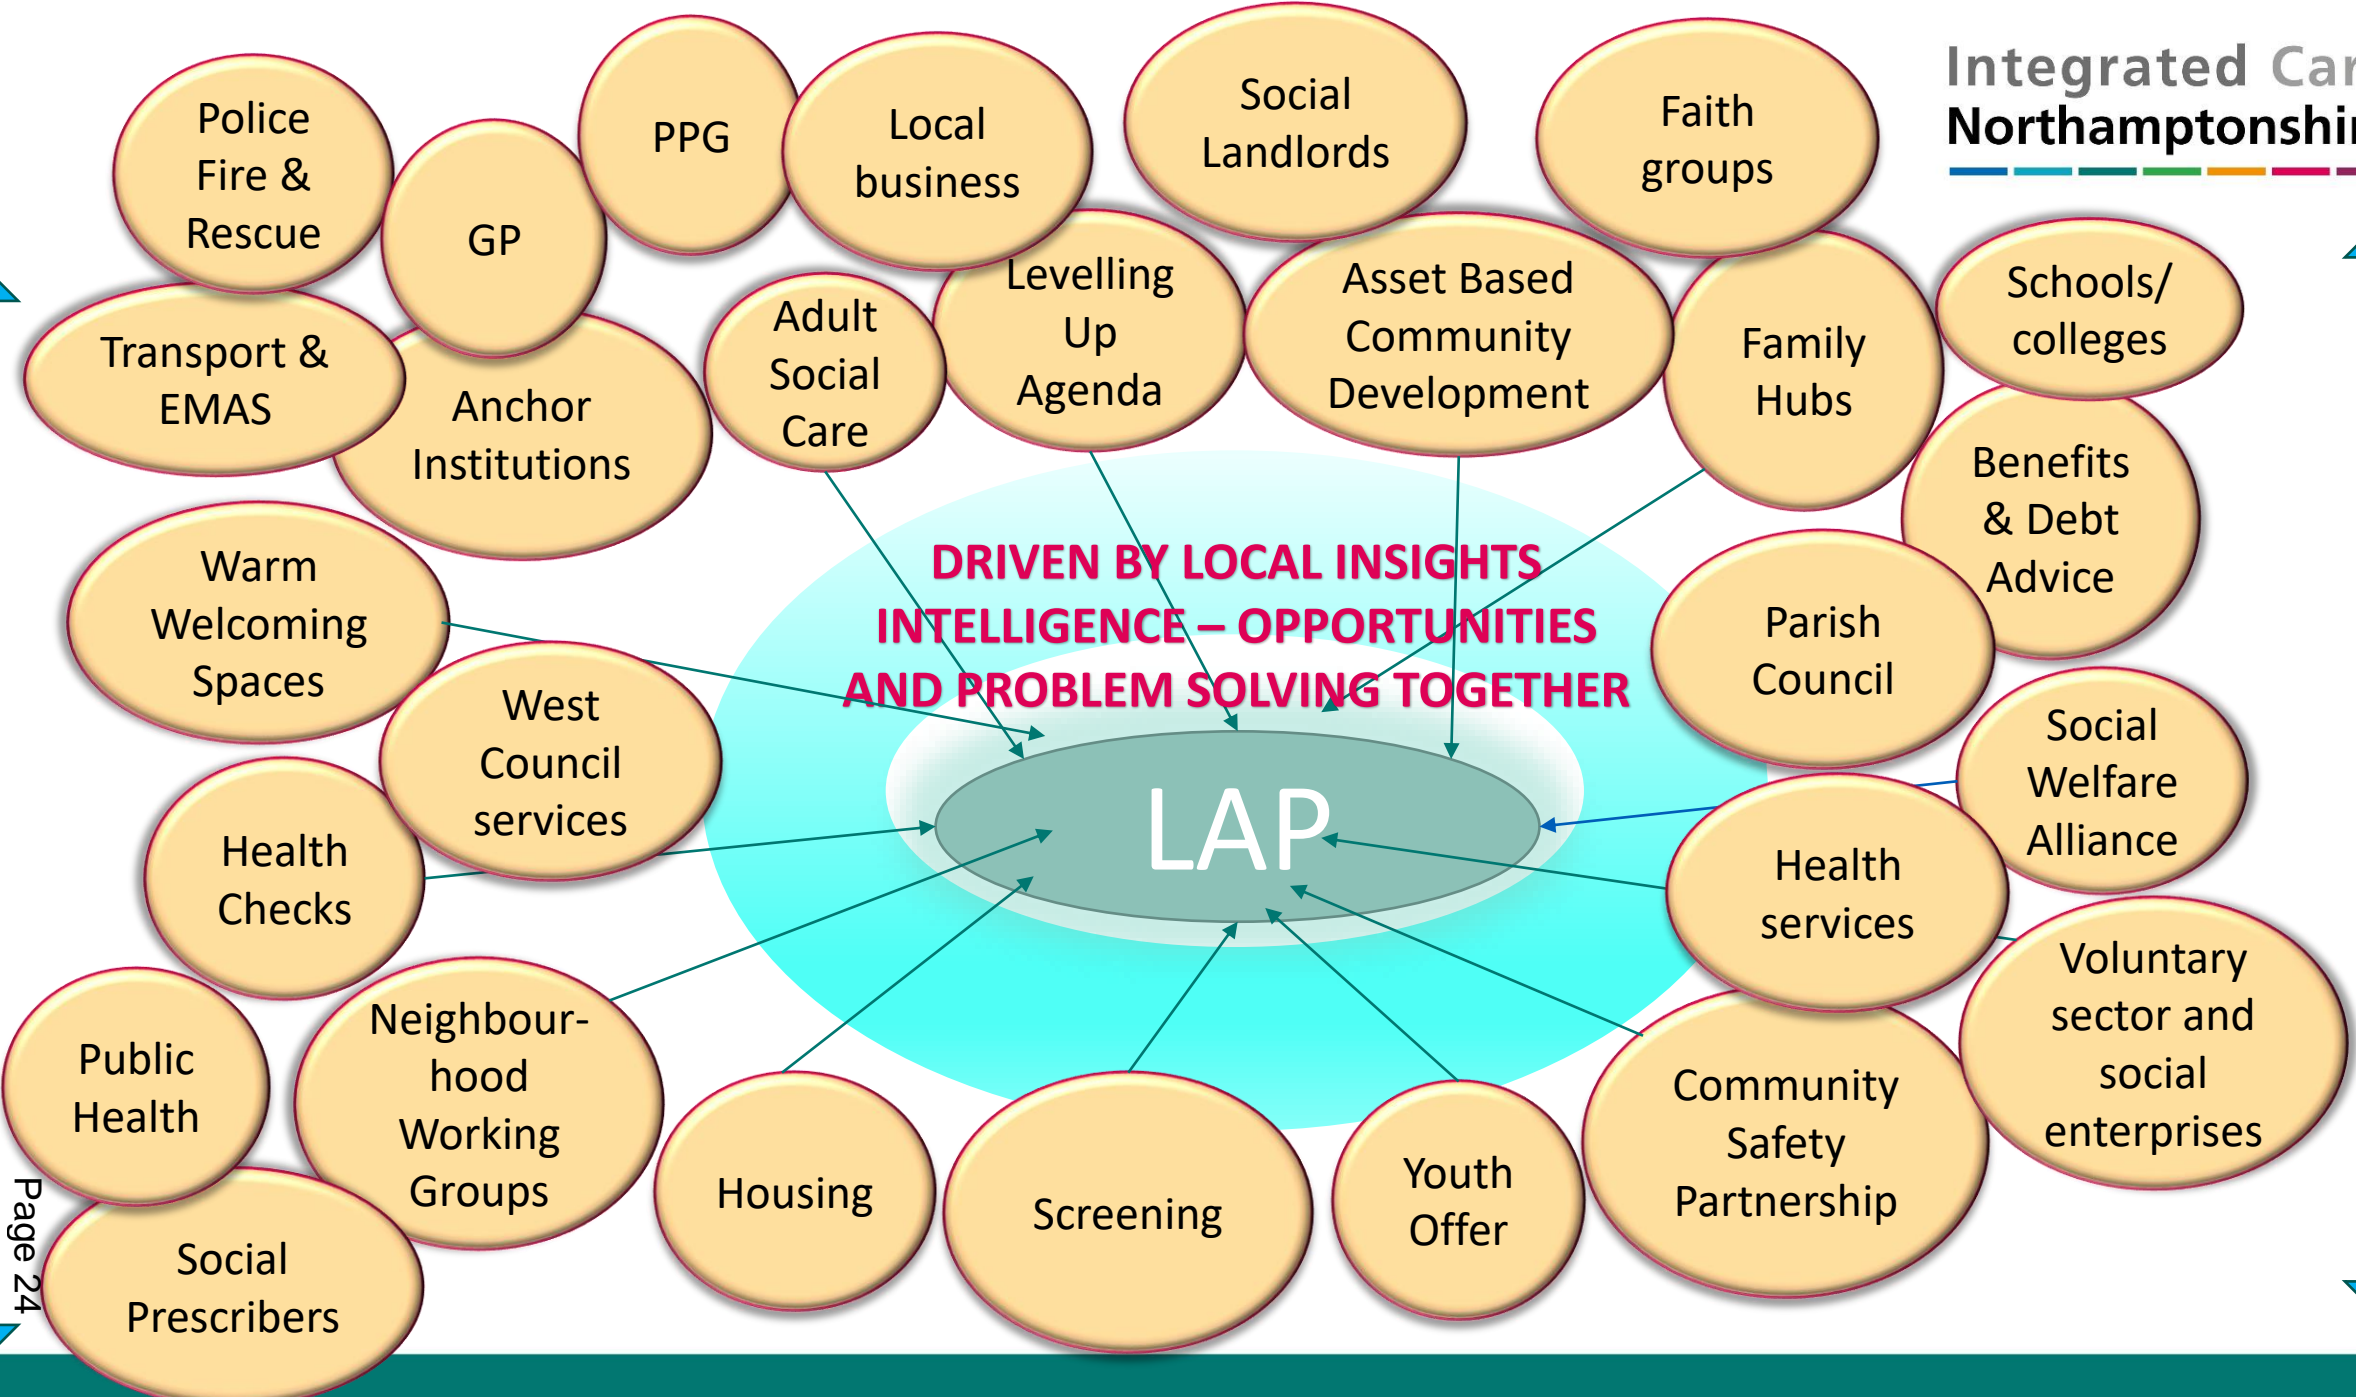 Integrated Car
Northamptonshir
Police
Fire &
Rescue
GP
PPG
Local
business
Social
Landlords
Faith
groups
Transport &
EMAS
Anchor
Institutions
Adult
Social
Care
Levelling
Up
Agenda
Asset Based
Community
Development
Family
Hubs
Schools/
colleges
Benefits
& Debt
Advice
Warm
Welcoming
Spaces
West
Council
services
DRIVEN BY LOCAL INSIGHTS
INTELLIGENCE – OPPORTUNITIES
AND PROBLEM SOLVING TOGETHER
LAP
Parish
Council
Social
Welfare
Alliance
Health
Checks
Health
services
Voluntary
sector and
social
enterprises
Public
Health
Neighbour-
hood
Working
Groups
Social
Prescribers
Housing
Screening
Youth
Offer
Community
Safety
Partnership
Page 24